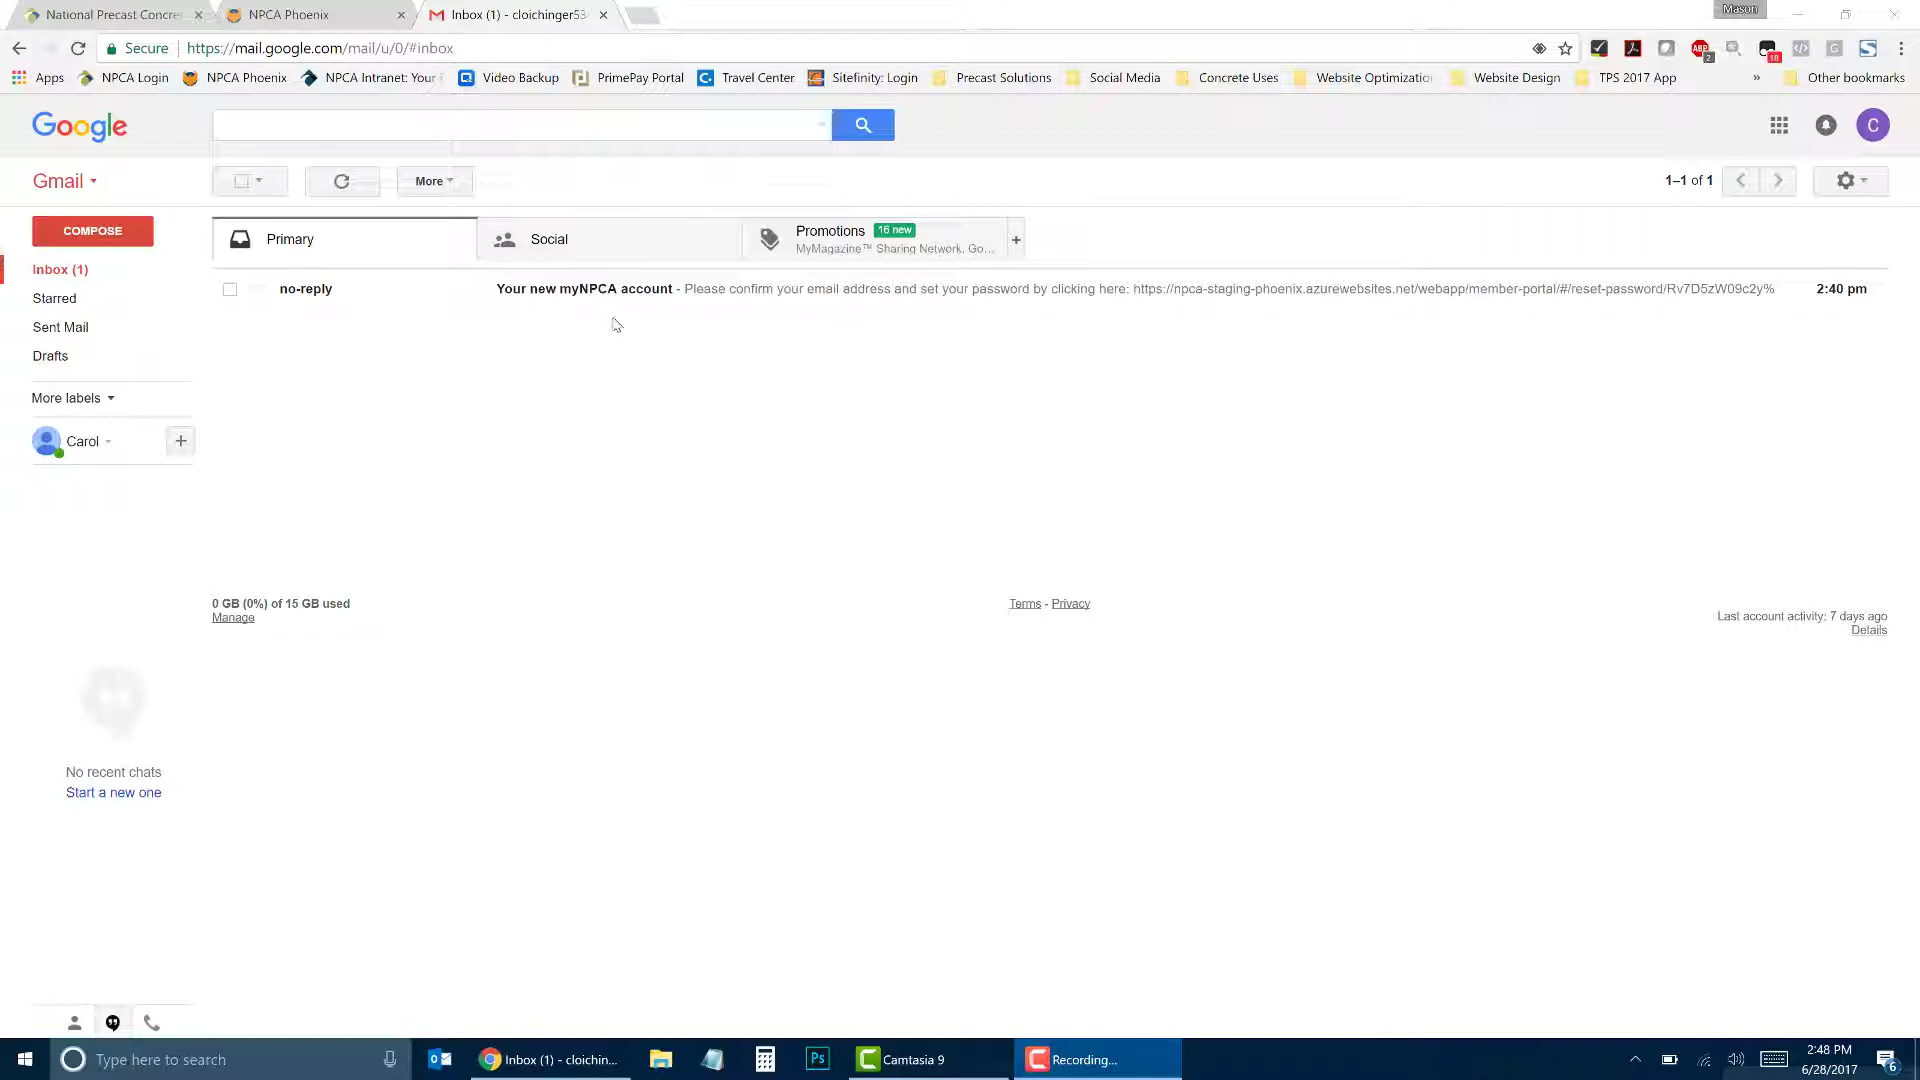 National Precast Concre
NPCA Phoenix
Inbox (1) - cloichinger53
Mason
Secure
https://mail.google.com/mail/u/0/#inbox
ABP
2
18
G
Apps
NPCA Login
NPCA Phoenix
NPCA Intranet: Your
Video Backup
PrimePay Portal
Travel Center
Sitefinity: Login
Precast Solutions
Social Media
Concrete Uses
Website Optimizatio
Website Design
TPS 2017 App
»
Other bookmarks
Google
C
Gmail
More
1–1 of 1
COMPOSE
Primary
Social
Promotions
16 new
MyMagazine™ Sharing Network, Go...
Inbox (1)
Starred
Sent Mail
Drafts
More labels
Carol
no-reply
Your new myNPCA account - Please confirm your email address and set your password by clicking here: https://npca-staging-phoenix.azurewebsites.net/webapp/member-portal/#/reset-password/Rv7D5zW09c2y%
2:40 pm
0 GB (0%) of 15 GB used
Manage
Terms - Privacy
Last account activity: 7 days ago
Details
No recent chats
Start a new one
Type here to search
Inbox (1) - cloichin...
Ps
Camtasia 9
Recording...
2:48 PM
6/28/2017
6